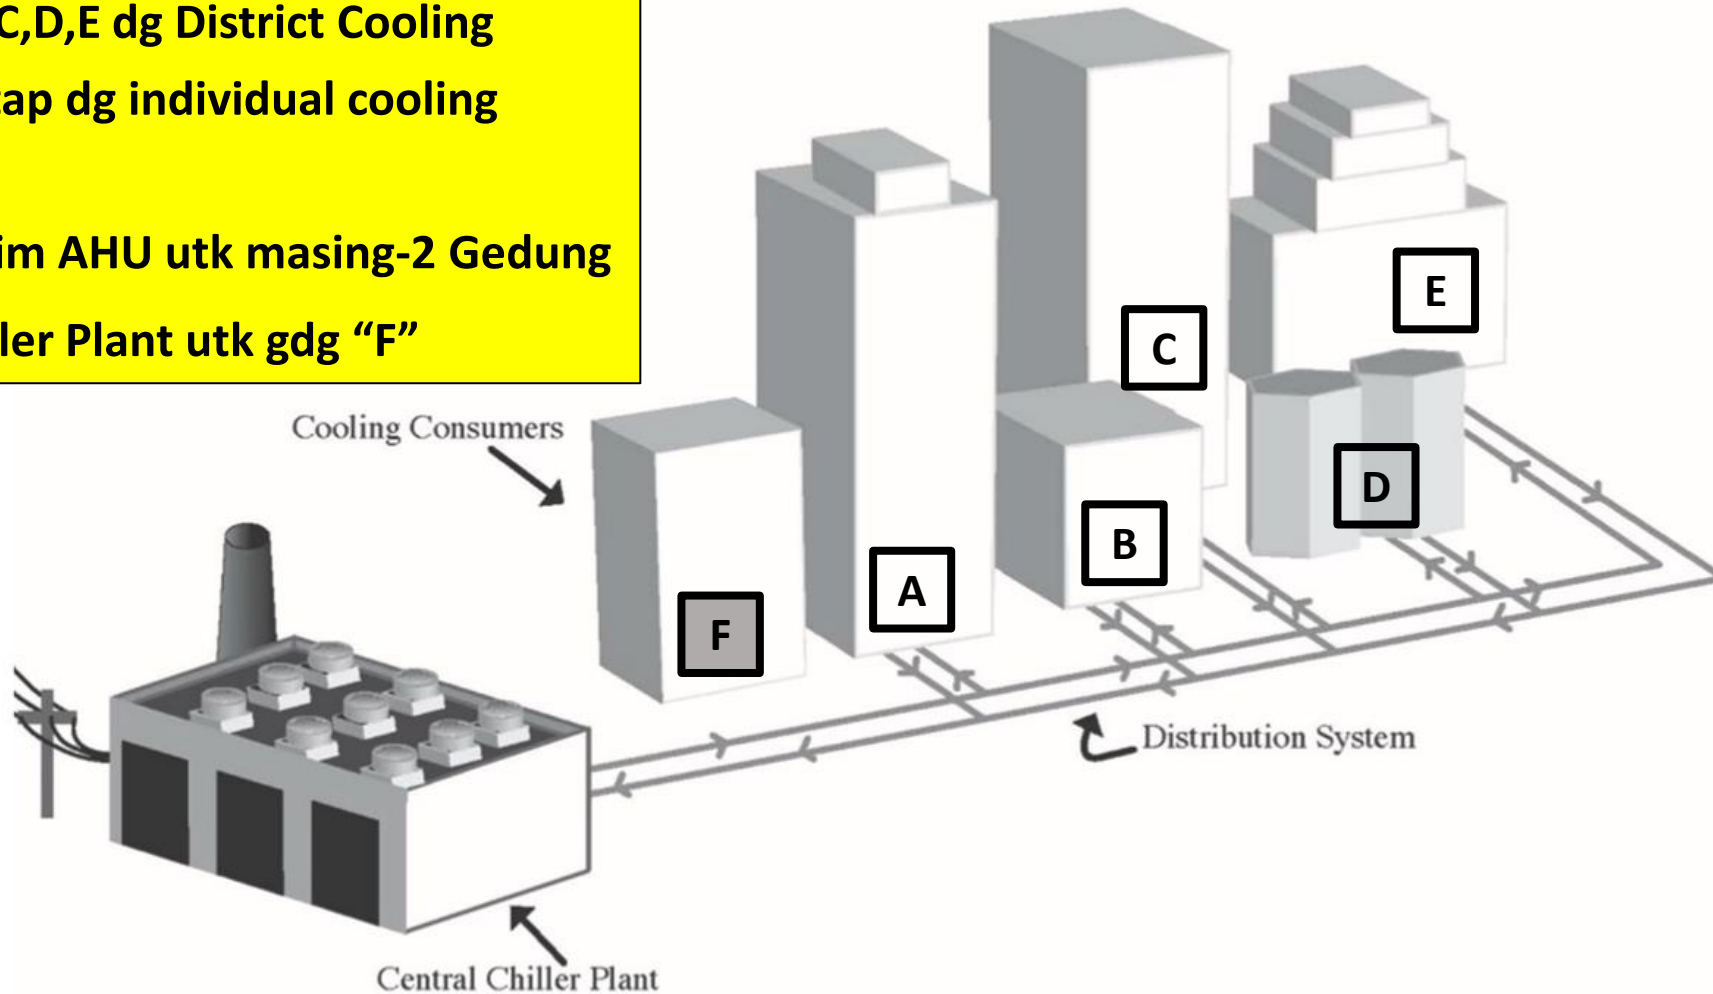 C,D,E dg District Cooling
tap dg individual cooling
im AHU utk masing-2 Gedung
ler Plant utk gdg “F”
Cooling Consumers
E
C
D
B
A
F
Distribution System
Central Chiller Plant